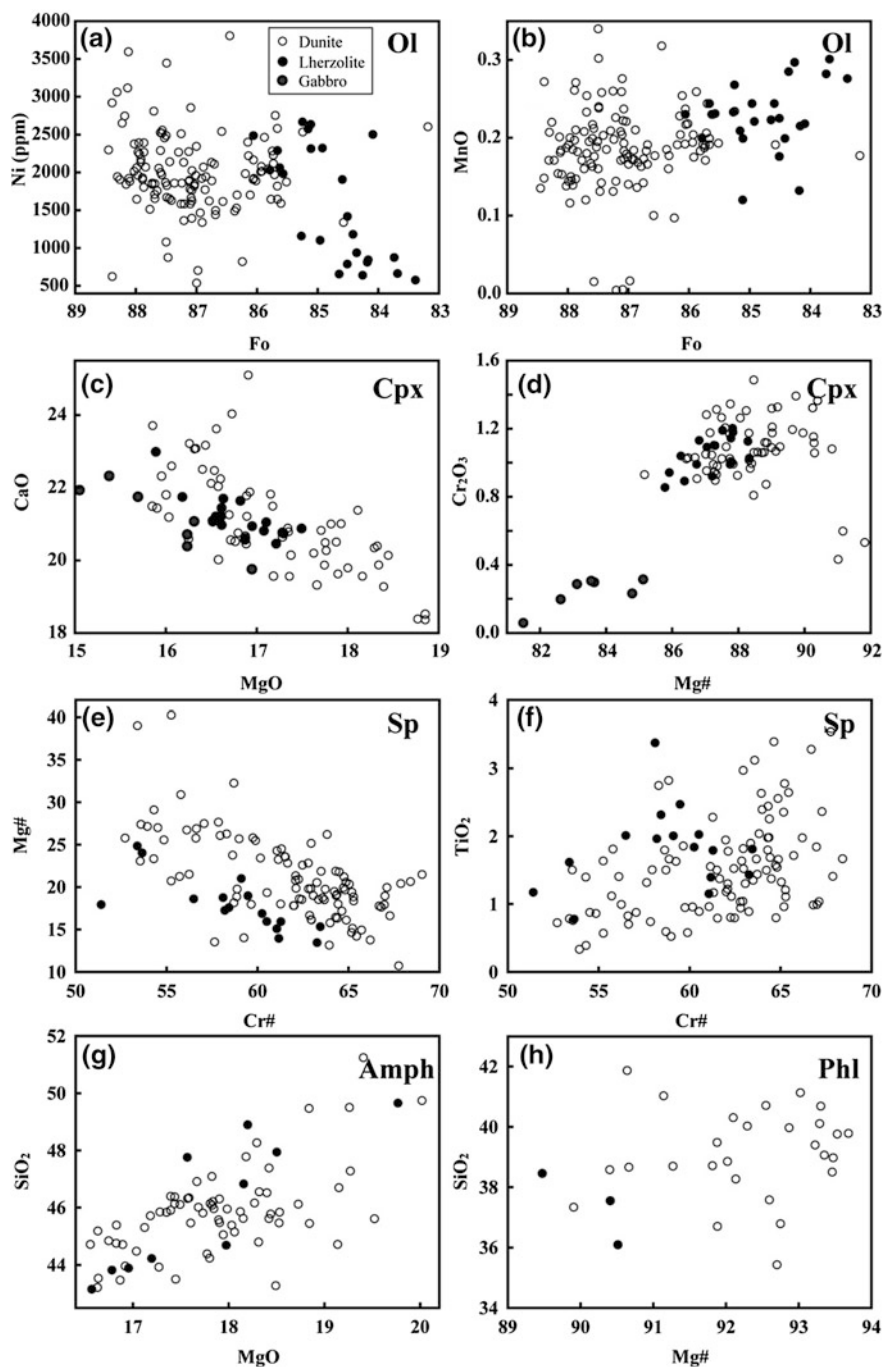 (a) Ol
Dunite
Lherzolite
Gabbro
Ni (ppm)
4000
3500
3000
2500
2000
1500
1000
500
89 88 87 86 85 84 83
Fo
(b) Ol
MnO
0.3
0.2
0.1
0.0
89 88 87 86 85 84 83
Fo
(c) Cpx
CaO
24
22
20
18
15 16 17 18 19
MgO
(d) Cpx
Cr₂O₃
1.6
1.2
0.8
0.4
0.0
82 84 86 88 90 92
Mg#
(e) Sp
Mg#
40
35
30
25
20
15
10
50 55 60 65 70
Cr#
(f) Sp
TiO₂
4
3
2
1
0
50 55 60 65 70
Cr#
(g) Amph
SiO₂
52
50
48
46
44
17 18 19 20
MgO
(h) Phl
SiO₂
42
40
38
36
34
89 90 91 92 93 94
Mg#